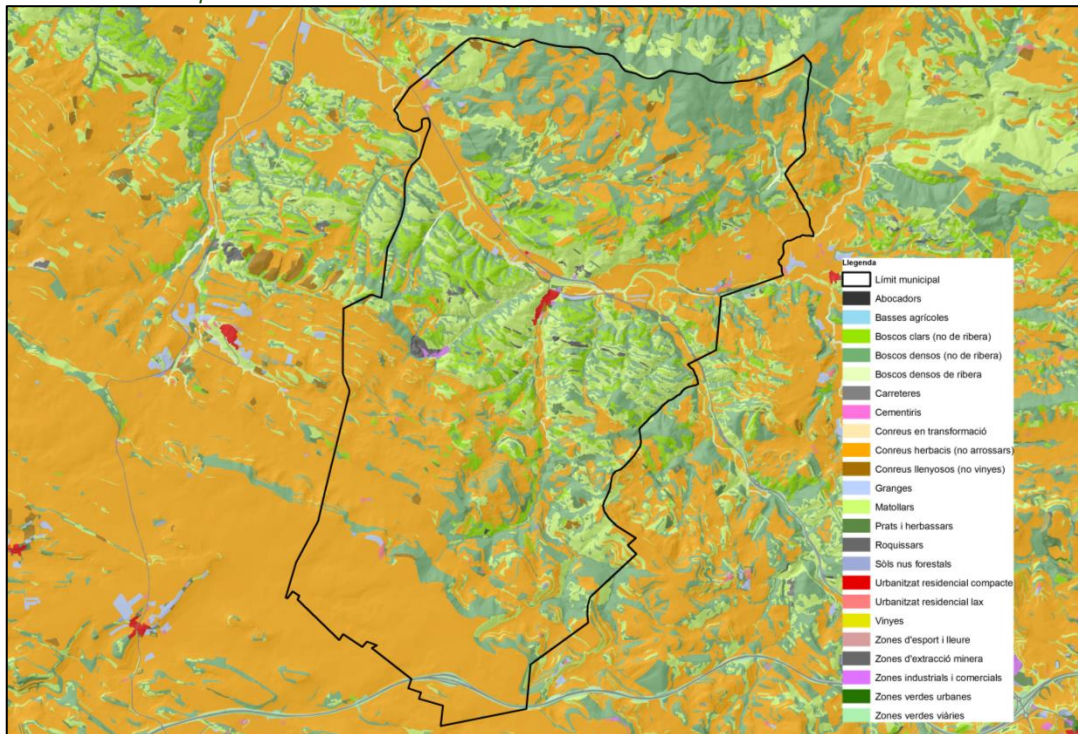 Llegenda
Límit municipal
Abocadors
Basses agrícoles
Boscos clars (no de ribera)
Boscos densos (no de ribera)
Boscos densos de ribera
Carreteres
Cementiris
Conreus en transformació
Conreus herbacis (no arrossars)
Conreus llenyosos (no vinyes)
Granges
Matollars
Prats i herbassars
Roquissars
Sòls nus forestals
Urbanitzat residencial compacte
Urbanitzat residencial lax
Vinyes
Zones d'esport i lleure
Zones d'extracció minera
Zones industrials i comercials
Zones verdes urbanes
Zones verdes viàries